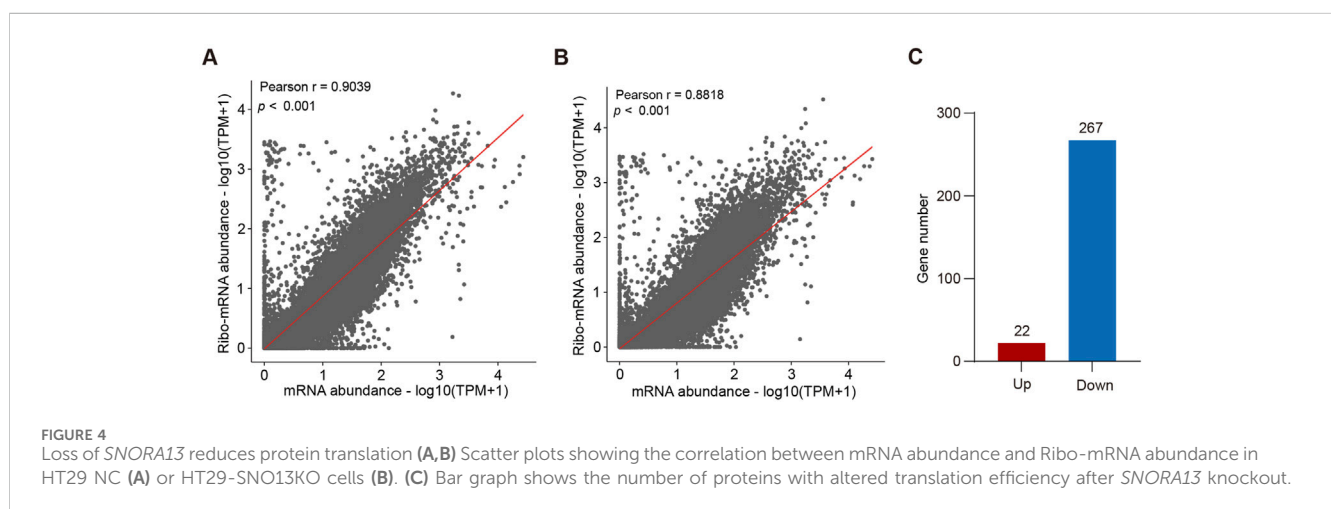 A
Pearson r = 0.9039
p < 0.001
Ribo-mRNA abundance - log10(TPM+1)
4
3
2
1
0
0 1 2 3 4
mRNA abundance - log10(TPM+1)
B
Pearson r = 0.8818
p < 0.001
Ribo-mRNA abundance - log10(TPM+1)
4
3
2
1
0
0 1 2 3 4
mRNA abundance - log10(TPM+1)
C
Gene number
300
200
100
0
22
267
Up Down
FIGURE 4
Loss of SNORA13 reduces protein translation (A,B) Scatter plots showing the correlation between mRNA abundance and Ribo-mRNA abundance in
HT29 NC (A) or HT29-SNO13KO cells (B). (C) Bar graph shows the number of proteins with altered translation efficiency after SNORA13 knockout.